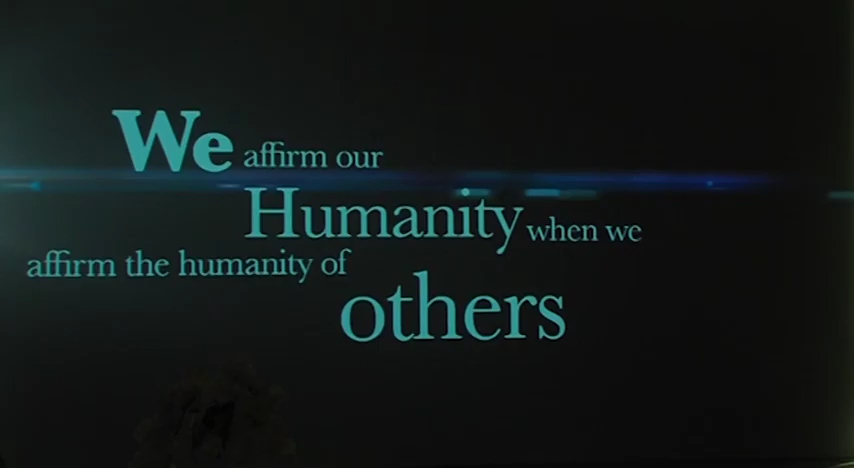 We affirm our
Humanity when we
affirm the humanity of
others